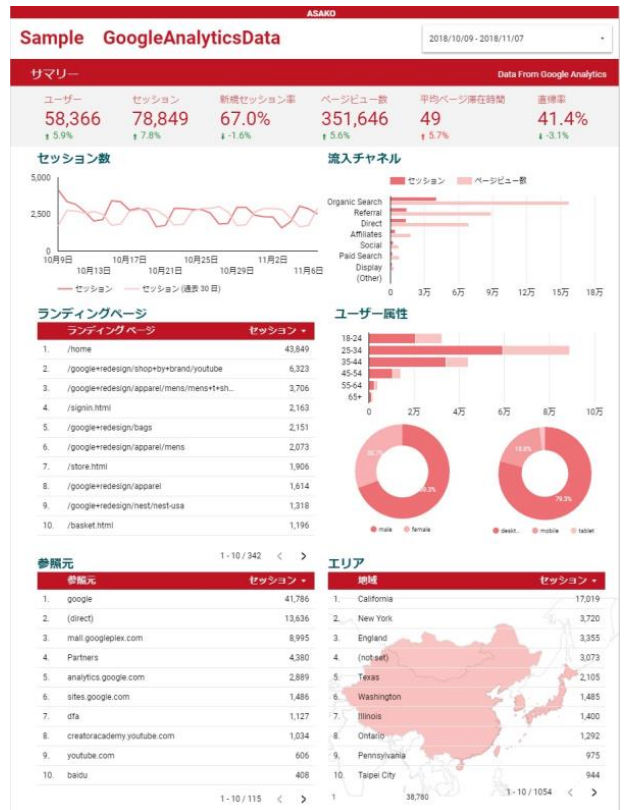 ASAKO
Sample GoogleAnalyticsData
2018/10/09 - 2018/11/07
サマリー
Data From Google Analytics
ユーザー セッション 新規セッション率 ページビュー数 平均ページ滞在時間 直帰率
58,366 78,849 67.0% 351,646 49 41.4%
5.9% 7.8% -1.6% 5.6% 5.7% -3.1%
セッション数
5,000
2,500
0
10月9日 10月17日 10月25日 11月2日
10月13日 10月21日 10月29日 11月6日
セッション セッション (過去 30 日)
流入チャネル
セッション ページビュー数
Organic Search
Referral
Direct
Affiliates
Social
Paid Search
Display
(Other)
0 3万 6万 9万 12万 15万 18万
ランディングページ
ランディング ページ セッション
1. /home 43,849
2. /google+redesign/shop+by+brand/youtube 6,323
3. /google+redesign/apparel/mens/mens+t+sh... 3,706
4. /signin.html 2,163
5. /google+redesign/bags 2,151
6. /google+redesign/apparel/mens 2,073
7. /store.html 1,906
8. /google+redesign/apparel 1,614
9. /google+redesign/nest/nest-usa 1,318
10. /basket.html 1,196
1 - 10 / 342 < >
ユーザー属性
18-24
25-34
35-44
45-54
55-64
65+
0 2万 4万 6万 8万 10万
79.3%
male female
deskt... mobile tablet
参照元
参照元 セッション
1. google 41,786
2. (direct) 13,636
3. mall.googleplex.com 8,995
4. Partners 4,380
5. analytics.google.com 2,889
6. sites.google.com 1,486
7. dfa 1,127
8. creatoracademy.youtube.com 1,034
9. youtube.com 606
10. baidu 408
1 - 10 / 115 < >
エリア
地域 セッション
1. California 17,019
2. New York 3,720
3. England 3,355
4. (not set) 3,073
5. Texas 2,105
6. Washington 1,485
7. Illinois 1,400
8. Ontario 1,292
9. Pennsylvania 975
10. Taipei City 944
1 38,780
1 - 10 / 1054 < >